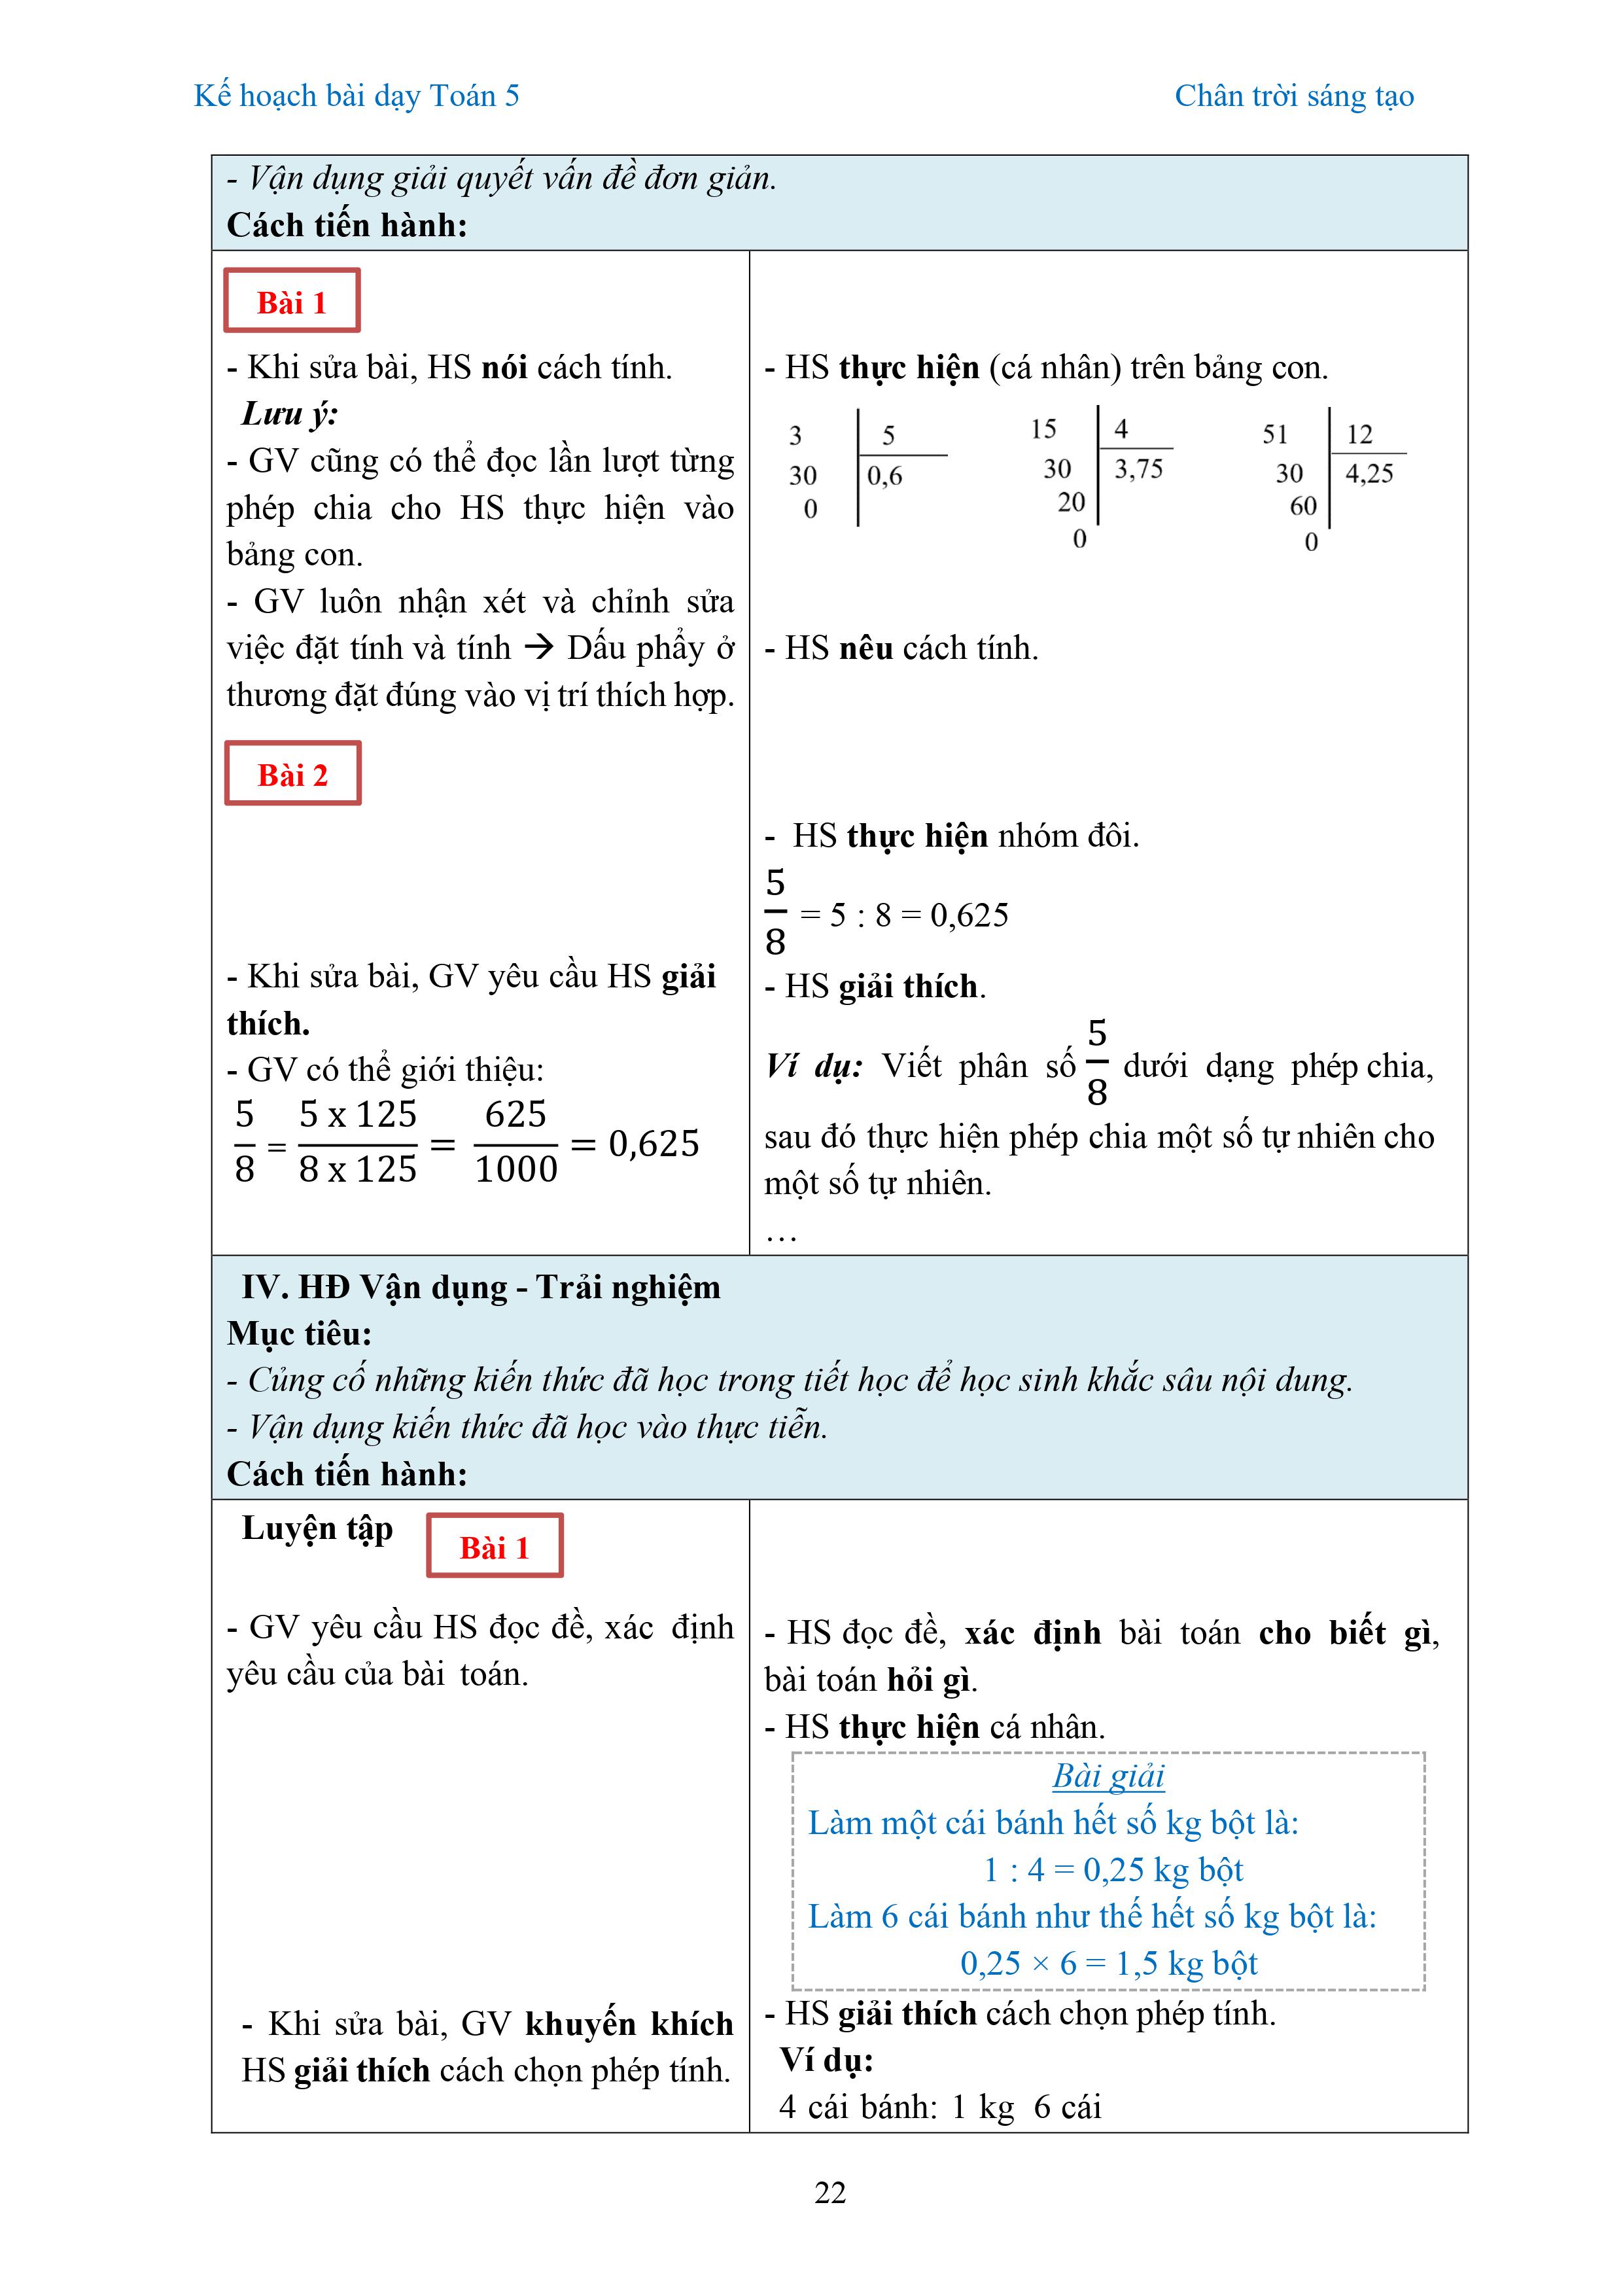 Kế hoạch bài dạy Toán 5 Chân trời sáng tạo
- Vận dụng giải quyết vấn đề đơn giản.
Cách tiến hành:
Bài 1
- Khi sửa bài, HS nói cách tính.
Lưu ý:
- GV cũng có thể đọc lần lượt từng
phép chia cho HS thực hiện vào
bảng con.
- GV luôn nhận xét và chỉnh sửa
việc đặt tính và tính → Dấu phẩy ở
thương đặt đúng vào vị trí thích hợp.
- HS thực hiện (cá nhân) trên bảng con.
3 5
30 0,6
0
15 4
30 3,75
20
0
51 12
30 4,25
60
0
- HS nêu cách tính.
Bài 2
- Khi sửa bài, GV yêu cầu HS giải
thích.
- GV có thể giới thiệu:
5/8 = (5 x 125)/(8 x 125) = 625/1000 = 0,625
- HS thực hiện nhóm đôi.
5/8 = 5 : 8 = 0,625
- HS giải thích.
Ví dụ: Viết phân số 5/8 dưới dạng phép chia,
sau đó thực hiện phép chia một số tự nhiên cho
một số tự nhiên.
…
IV. HĐ Vận dụng - Trải nghiệm
Mục tiêu:
- Củng cố những kiến thức đã học trong tiết học để học sinh khắc sâu nội dung.
- Vận dụng kiến thức đã học vào thực tiễn.
Cách tiến hành:
Luyện tập Bài 1
- GV yêu cầu HS đọc đề, xác định
yêu cầu của bài toán.
- Khi sửa bài, GV khuyến khích
HS giải thích cách chọn phép tính.
- HS đọc đề, xác định bài toán cho biết gì,
bài toán hỏi gì.
- HS thực hiện cá nhân.
Bài giải
Làm một cái bánh hết số kg bột là:
1 : 4 = 0,25 kg bột
Làm 6 cái bánh như thế hết số kg bột là:
0,25 × 6 = 1,5 kg bột
- HS giải thích cách chọn phép tính.
Ví dụ:
4 cái bánh: 1 kg 6 cái
22